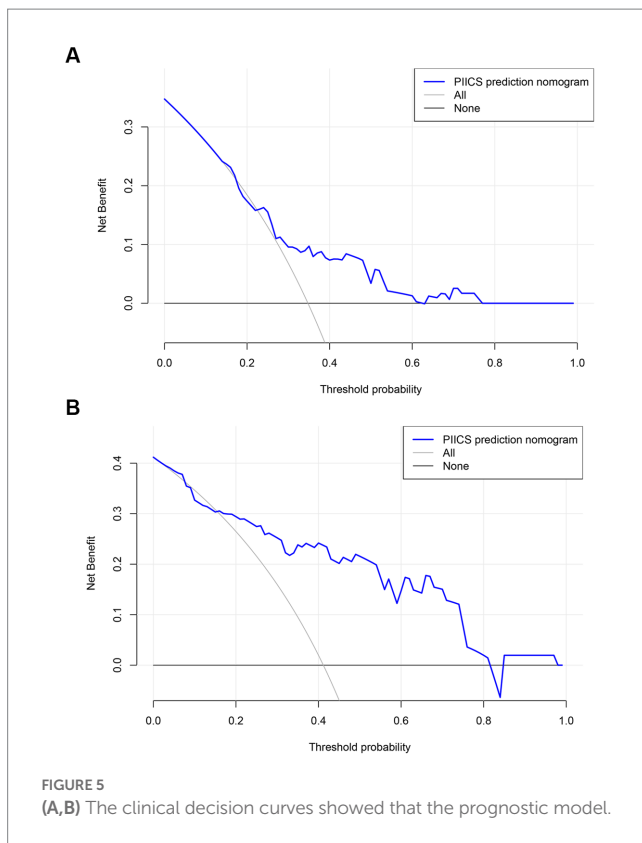 A
PIICS prediction nomogram
All
None
Net Benefit
0.3
0.2
0.1
0.0
0.0 0.2 0.4 0.6 0.8 1.0
Threshold probability
B
PIICS prediction nomogram
All
None
Net Benefit
0.4
0.3
0.2
0.1
0.0
0.0 0.2 0.4 0.6 0.8 1.0
Threshold probability
FIGURE 5
(A,B) The clinical decision curves showed that the prognostic model.